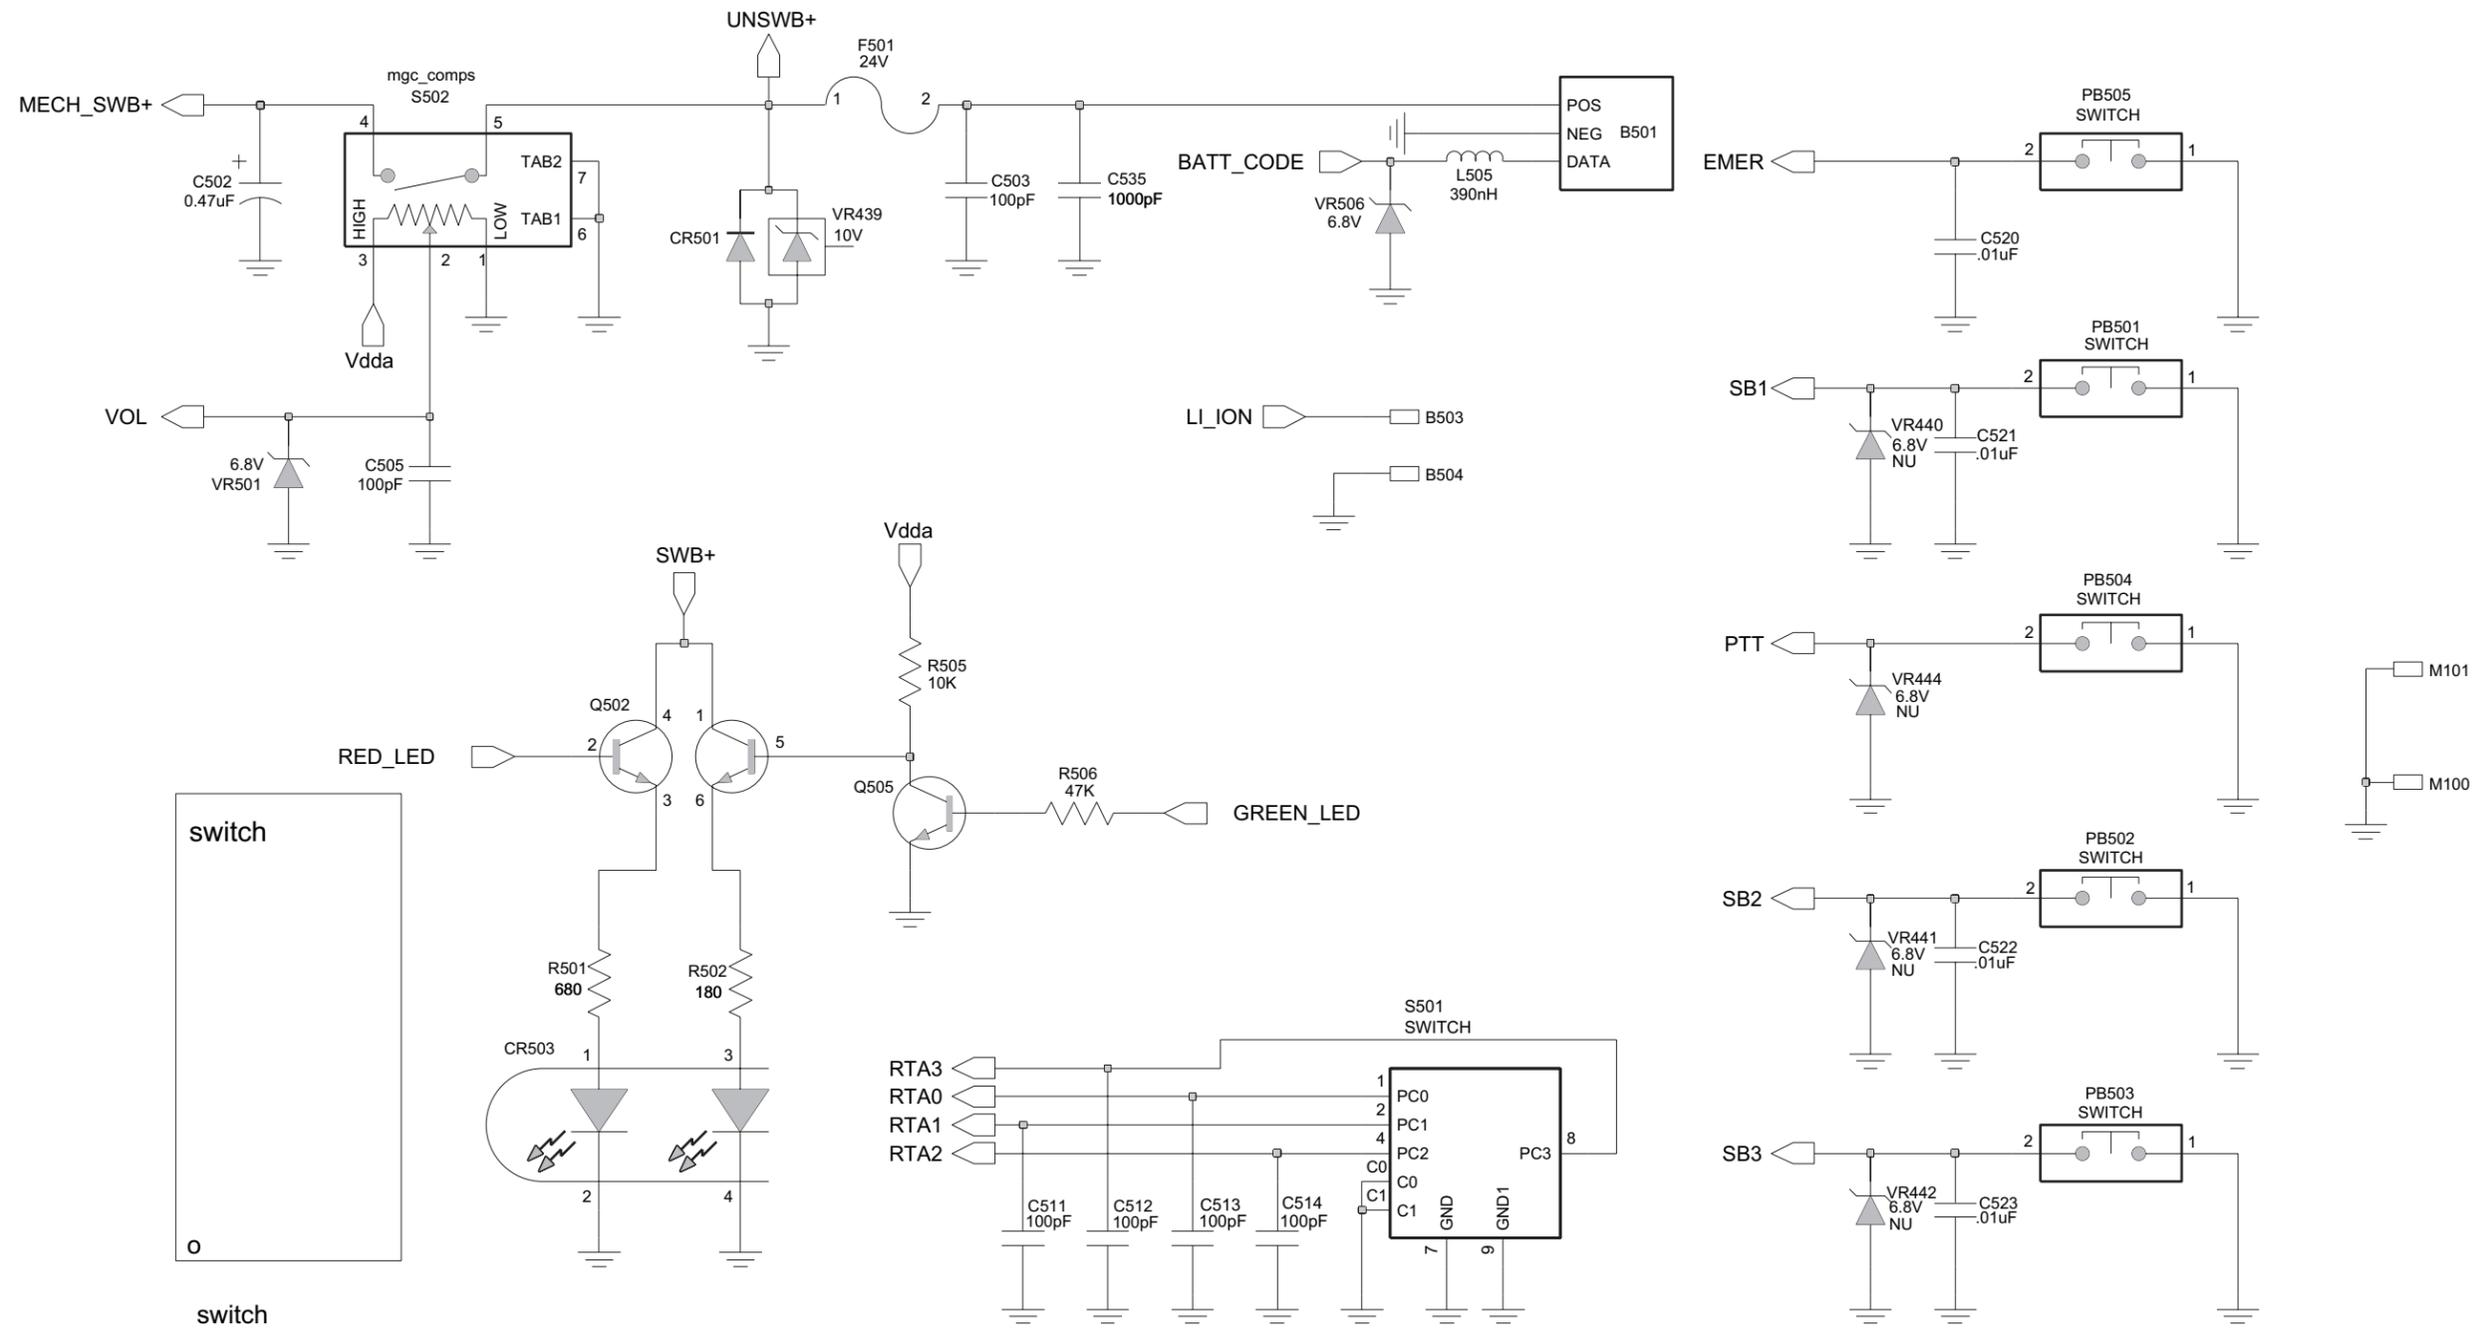 UNSWB+
F501
24V
mgc_comps
S502
MECH_SWB+
4
5
1
2
TAB2
7
TAB1
6
HIGH
LOW
3
2
1
+
C502
0.47uF
Vdda
CR501
VR439
10V
C503
100pF
C535
1000pF
POS
NEG
B501
DATA
BATT_CODE
L505
390nH
VR506
6.8V
VOL
6.8V
VR501
C505
100pF
LI_ION
B503
B504
PB505
SWITCH
EMER
2
1
C520
.01uF
PB501
SWITCH
SB1
2
1
VR440
6.8V
NU
C521
.01uF
PB504
SWITCH
PTT
2
1
VR444
6.8V
NU
M101
M100
PB502
SWITCH
SB2
2
1
VR441
6.8V
NU
C522
.01uF
PB503
SWITCH
SB3
2
1
VR442
6.8V
NU
C523
.01uF
SWB+
Vdda
R505
10K
Q502
4
1
2
5
3
6
RED_LED
Q505
R506
47K
GREEN_LED
R501
680
R502
180
CR503
1
3
2
4
switch
O
switch
S501
SWITCH
RTA3
RTA0
RTA1
RTA2
1
PC0
2
PC1
4
PC2
C0
C0
C1
C1
PC3
8
GND
GND1
7
9
C511
100pF
C512
100pF
C513
100pF
C514
100pF